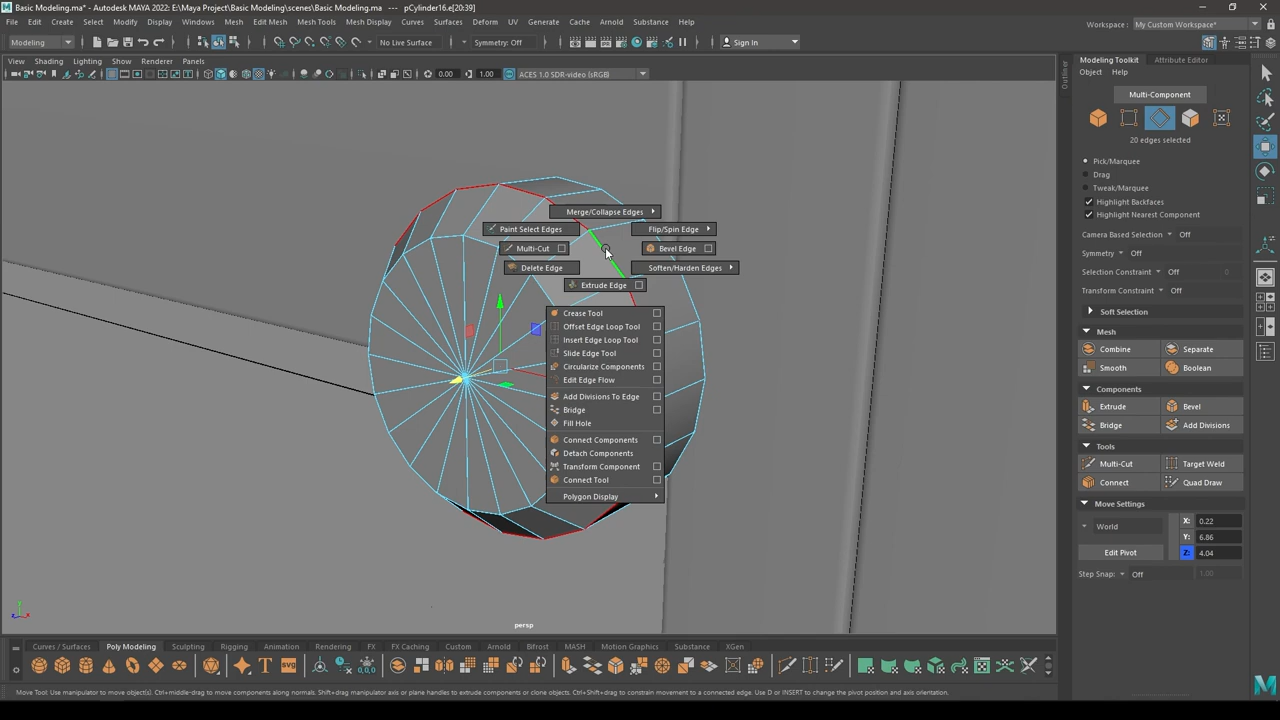 Basic Modeling.ma* - Autodesk MAYA 2022: E:\Maya Project\Basic Modeling\scenes\Basic Modeling.ma --- pCylinder16.e[20:39]
File Edit Create Select Modify Display Windows Mesh Edit Mesh Mesh Tools Mesh Display Curves Surfaces Deform UV Generate Cache Arnold Substance Help
Workspace : My Custom Workspace*
Modeling No Live Surface Symmetry: Off Sign In
View Shading Lighting Show Renderer Panels
0.00 1.00 ACES 1.0 SDR-video (sRGB)
Outliner
Modeling Toolkit Attribute Editor
Object Help
Multi-Component
20 edges selected
Pick/Marquee
Drag
Tweak/Marquee
Highlight Backfaces
Highlight Nearest Component
Camera Based Selection Off
Symmetry Off
Selection Constraint Off 0
Transform Constraint Off
Soft Selection
Mesh
Combine Separate
Smooth Boolean
Components
Extrude Bevel
Bridge Add Divisions
Tools
Multi-Cut Target Weld
Connect Quad Draw
Move Settings
World X: 0.22
Y: 6.86
Edit Pivot Z: 4.04
Step Snap: Off 1.00
Merge/Collapse Edges
Paint Select Edges Flip/Spin Edge
Multi-Cut Bevel Edge
Delete Edge Soften/Harden Edges
Extrude Edge
Crease Tool
Offset Edge Loop Tool
Insert Edge Loop Tool
Slide Edge Tool
Circularize Components
Edit Edge Flow
Add Divisions To Edge
Bridge
Fill Hole
Connect Components
Detach Components
Transform Component
Connect Tool
Polygon Display
persp
Curves / Surfaces Poly Modeling Sculpting Rigging Animation Rendering FX FX Caching Custom Arnold Bifrost MASH Motion Graphics Substance XGen
Move Tool: Use manipulator to move object(s). Ctrl+middle-drag to move components along normals. Shift+drag manipulator axis or plane handles to extrude components or clone objects. Ctrl+Shift+drag to constrain movement to a connected edge. Use D or INSERT to change the pivot position and axis orientation.